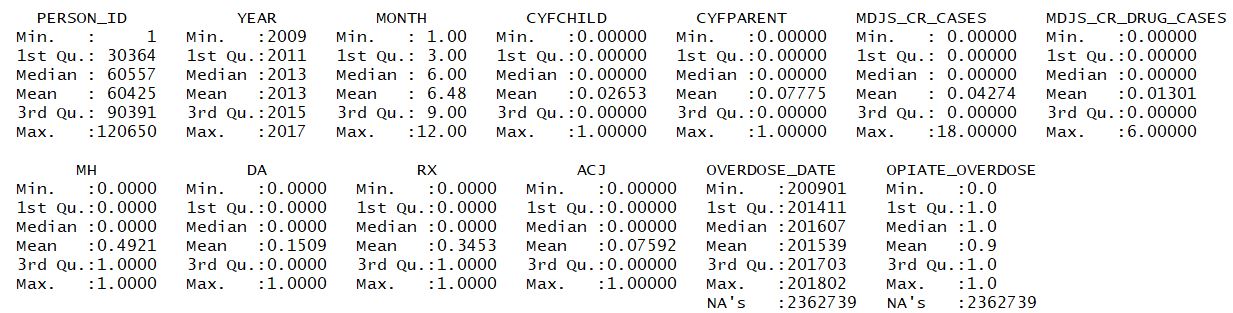 PERSON_ID YEAR MONTH CYFCHILD CYFPARENT MDJS_CR_CASES MDJS_CR_DRUG_CASES
Min. : 1 Min. :2009 Min. : 1.00 Min. :0.00000 Min. :0.00000 Min. : 0.00000 Min. :0.00000
1st Qu.: 30364 1st Qu.:2011 1st Qu.: 3.00 1st Qu.:0.00000 1st Qu.:0.00000 1st Qu.: 0.00000 1st Qu.:0.00000
Median : 60557 Median :2013 Median : 6.00 Median :0.00000 Median :0.00000 Median : 0.00000 Median :0.00000
Mean : 60425 Mean :2013 Mean : 6.48 Mean :0.02653 Mean :0.07775 Mean : 0.04274 Mean :0.01301
3rd Qu.: 90391 3rd Qu.:2015 3rd Qu.: 9.00 3rd Qu.:0.00000 3rd Qu.:0.00000 3rd Qu.: 0.00000 3rd Qu.:0.00000
Max. :120650 Max. :2017 Max. :12.00 Max. :1.00000 Max. :1.00000 Max. :18.00000 Max. :6.00000
MH DA RX ACJ OVERDOSE_DATE OPIATE_OVERDOSE
Min. :0.0000 Min. :0.0000 Min. :0.0000 Min. :0.00000 Min. :200901 Min. :0.0
1st Qu.:0.0000 1st Qu.:0.0000 1st Qu.:0.0000 1st Qu.:0.00000 1st Qu.:201411 1st Qu.:1.0
Median :0.0000 Median :0.0000 Median :0.0000 Median :0.00000 Median :201607 Median :1.0
Mean :0.4921 Mean :0.1509 Mean :0.3453 Mean :0.07592 Mean :201539 Mean :0.9
3rd Qu.:1.0000 3rd Qu.:0.0000 3rd Qu.:1.0000 3rd Qu.:0.00000 3rd Qu.:201703 3rd Qu.:1.0
Max. :1.0000 Max. :1.0000 Max. :1.0000 Max. :1.00000 Max. :201802 Max. :1.0
NA's :2362739 NA's :2362739